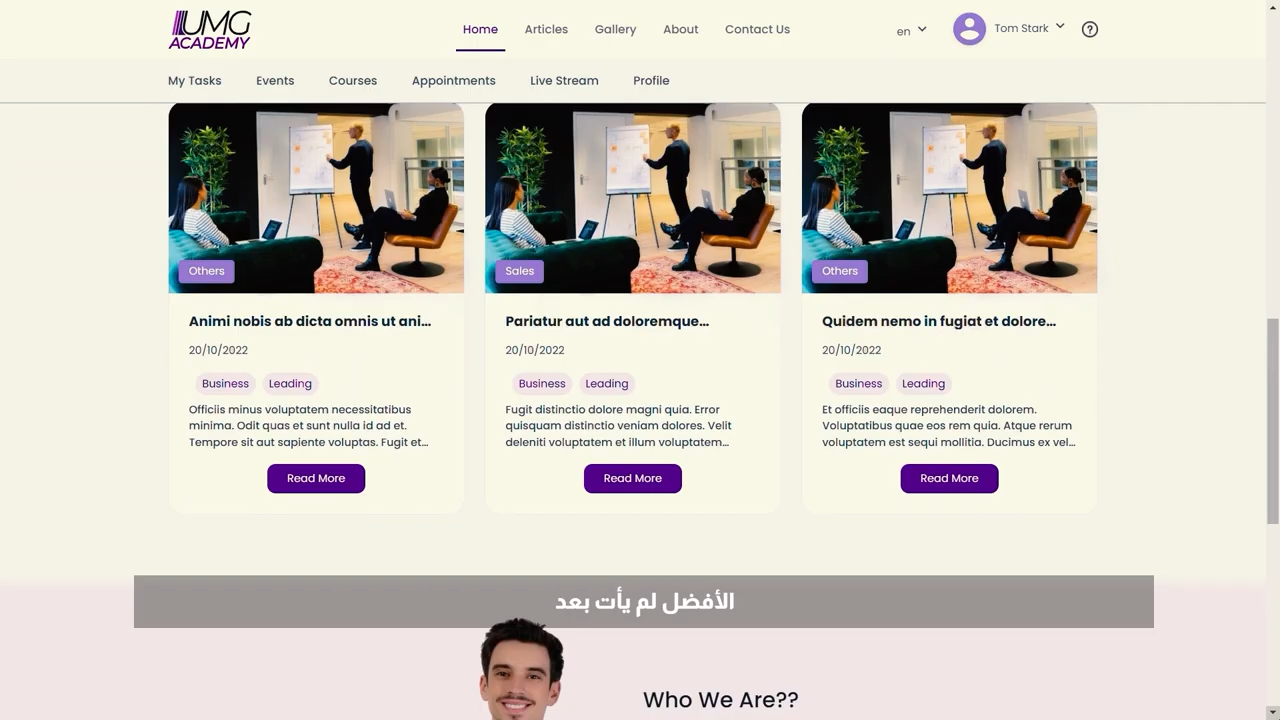 UMG
ACADEMY
Home Articles Gallery About Contact Us
en
Tom Stark
?
My Tasks Events Courses Appointments Live Stream Profile
Others
Animi nobis ab dicta omnis ut ani...
20/10/2022
Business Leading
Officiis minus voluptatem necessitatibus
minima. Odit quas et sunt nulla id ad et.
Tempore sit aut sapiente voluptas. Fugit et...
Read More
Sales
Pariatur aut ad doloremque...
20/10/2022
Business Leading
Fugit distinctio dolore magni quia. Error
quisquam distinctio veniam dolores. Velit
deleniti voluptatem et illum voluptatem...
Read More
Others
Quidem nemo in fugiat et dolore...
20/10/2022
Business Leading
Et officiis eaque reprehenderit dolorem.
Voluptatibus quae eos rem quia. Atque rerum
voluptatem est sequi mollitia. Ducimus ex vel...
Read More
الأفضل لم يأت بعد
Who We Are??